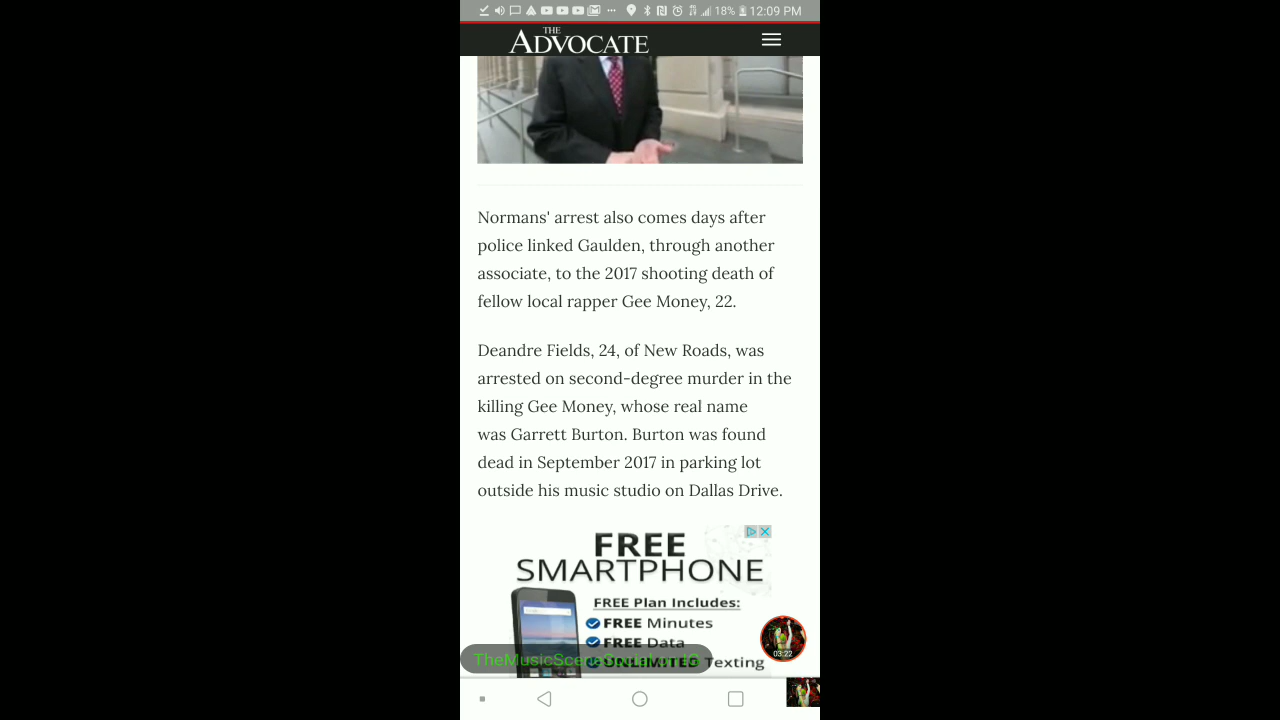 18% 12:09 PM
THE
ADVOCATE
Normans' arrest also comes days after
police linked Gaulden, through another
associate, to the 2017 shooting death of
fellow local rapper Gee Money, 22.
Deandre Fields, 24, of New Roads, was
arrested on second-degree murder in the
killing Gee Money, whose real name
was Garrett Burton. Burton was found
dead in September 2017 in parking lot
outside his music studio on Dallas Drive.
FREE
SMARTPHONE
FREE Plan Includes:
FREE Minutes
FREE Data
Texting
03:22